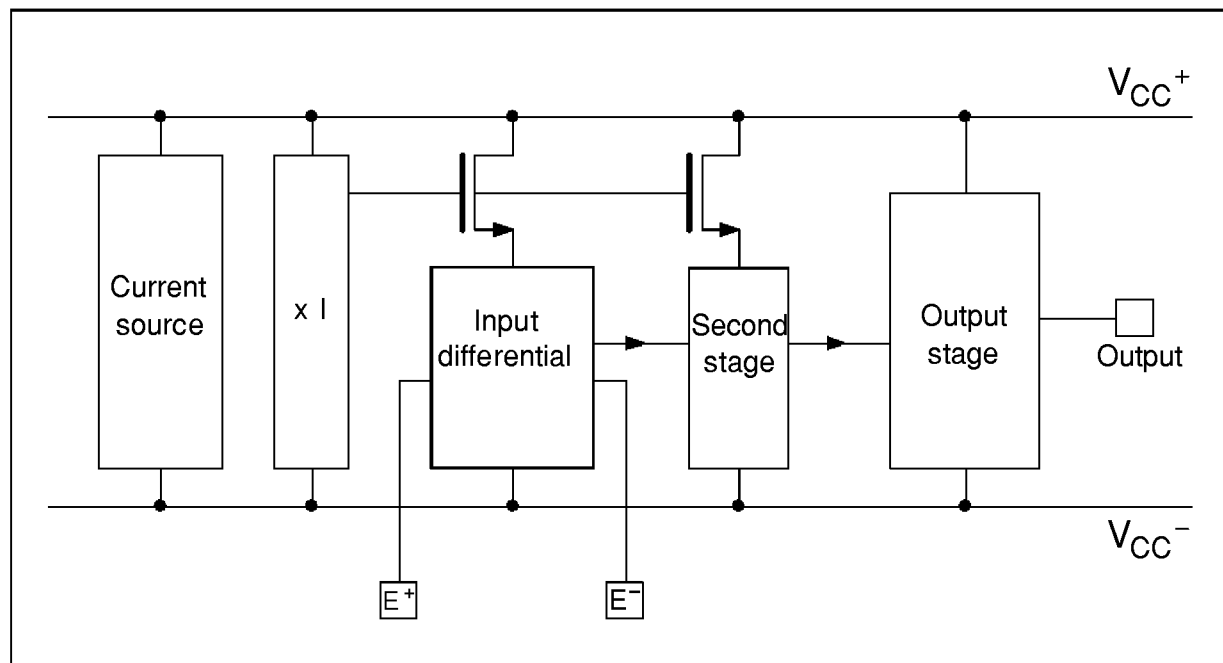 VCC+
Current
source
x I
Input
differential
Second
stage
Output
stage
Output
E+
E−
VCC−